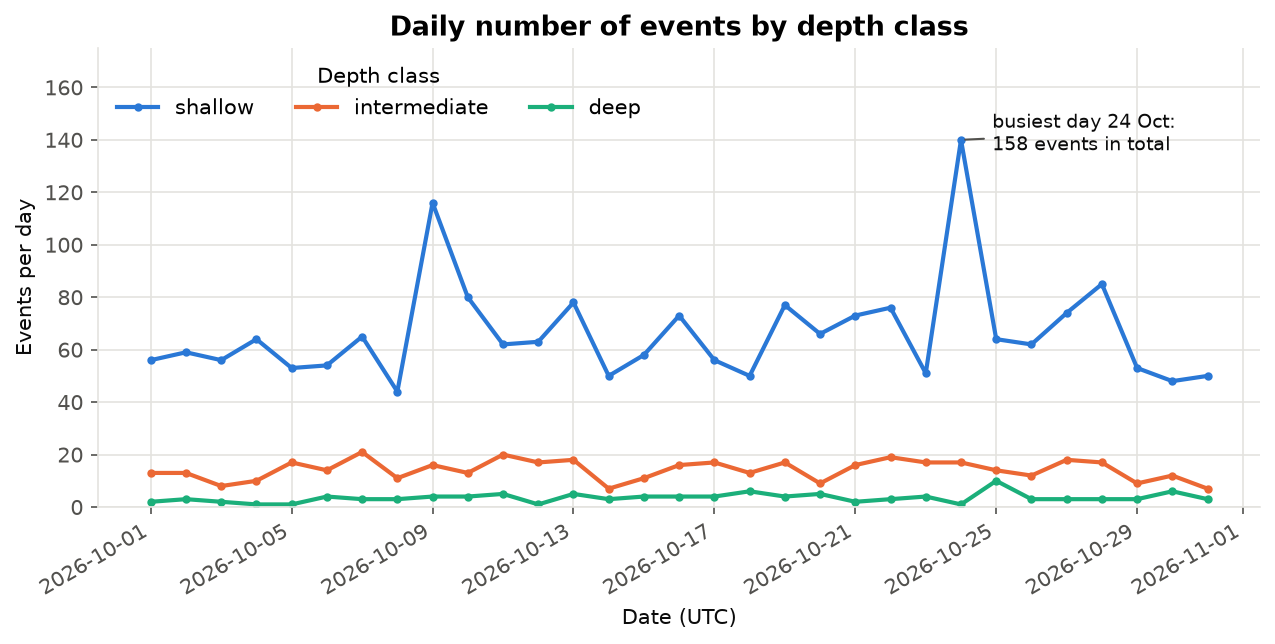 Daily number of events by depth class
Depth class
shallow
intermediate
deep
busiest day 24 Oct:
158 events in total
Events per day
160
140
120
100
80
60
40
20
0
2026-10-01
2026-10-05
2026-10-09
2026-10-13
2026-10-17
2026-10-21
2026-10-25
2026-10-29
2026-11-01
Date (UTC)